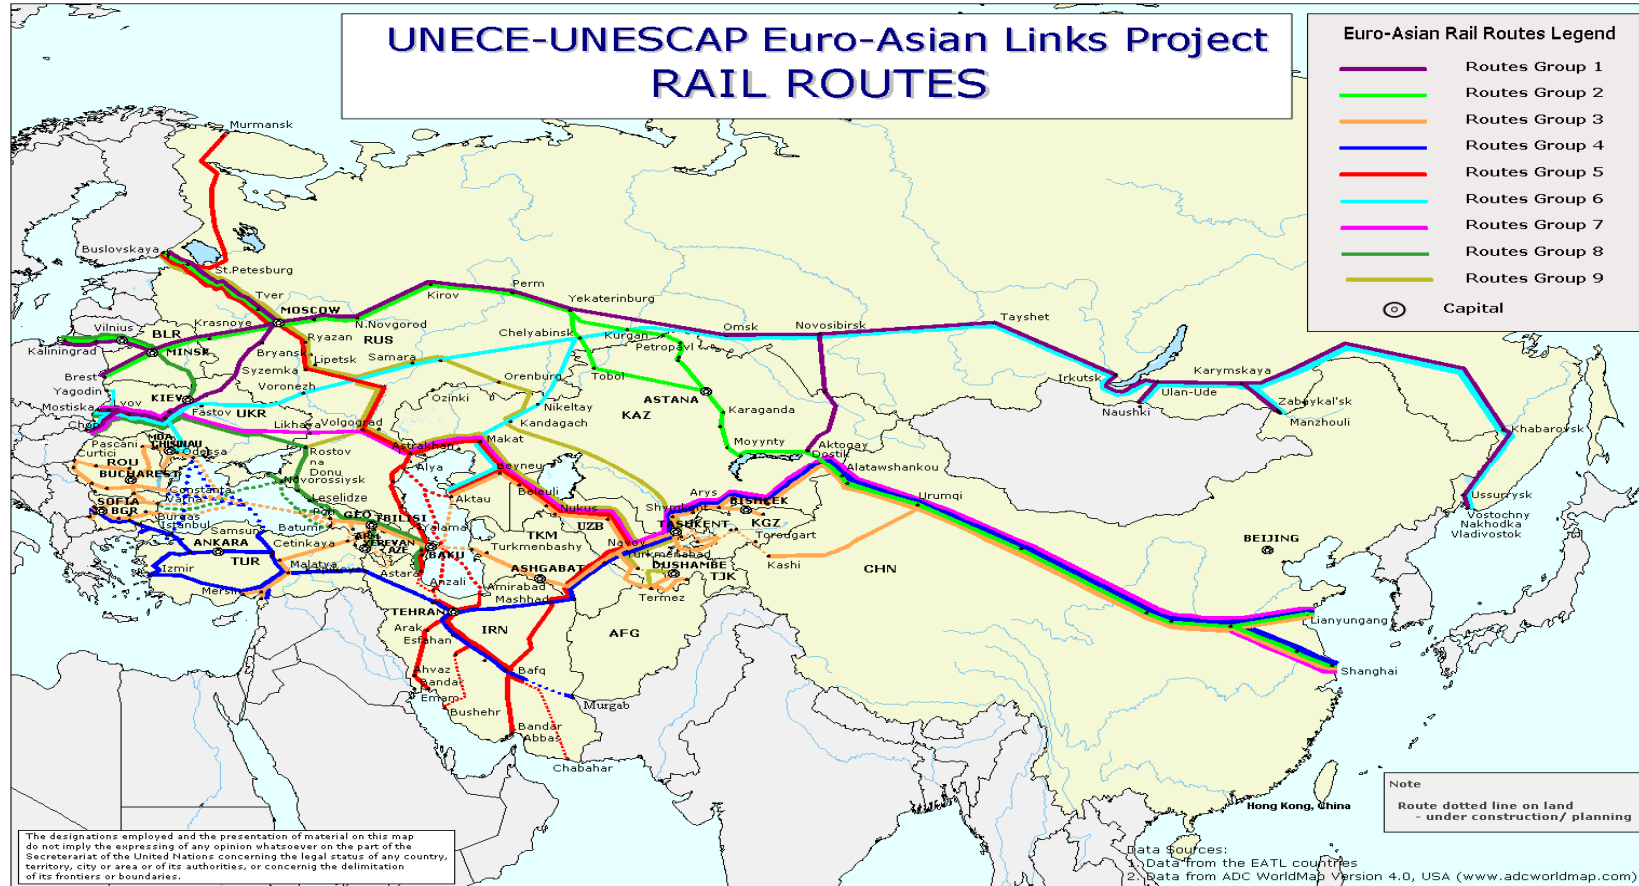 UNECE-UNESCAP Euro-Asian Links Project
RAIL ROUTES
Euro-Asian Rail Routes Legend
Routes Group 1
Routes Group 2
Routes Group 3
Routes Group 4
Routes Group 5
Routes Group 6
Routes Group 7
Routes Group 8
Routes Group 9
Capital
Murmansk
Buslovskaya
St.Petesburg
Tver
MOSCOW
Kirov
Perm
Yekaterinburg
Krasnoye
N.Novgorod
Vilnius
BLR
Kaliningrad
MINSK
Ryazan
RUS
Chelyabinsk
Kurgan
Petropavl
Omsk
Novosibirsk
Tayshet
Bryansk
Lipetsk
Samara
Brest
Syzemka
Voronezh
Orenburg
Tobol
Irkutsk
Ulan-Ude
Karymskaya
Naushki
Zabaykal'sk
Manzhouli
Khabarovsk
Yagodin
Lvov
KIEV
Mostiska
Fastov
UKR
Ozinki
Nikeltay
KAZ
ASTANA
Karaganda
Chop
Likhaya
Volgograd
Kandagach
Moyynty
Aktogay
Dostik
Alatawshankou
MDA
CHISINAU
Pascani
Curtici
Odessa
Rostov
na
Donu
Astrakhan
Makat
Alya
Beyneu
ROU
BUCHAREST
Novorossiysk
Aktau
Beleuli
Arys
Urumqi
Ussurysk
Constanta
Varna
SOFIA
BGR
Burgas
Istanbul
Leselidze
Poti
GEO
TBILISI
Batumi
Nukus
UZB
Shymkent
BISHKEK
KGZ
TASHKENT
Vostochny
Nakhodka
Vladivostok
Samsun
ANKARA
Cetinkaya
ARM
YEREVAN
AZE
Yalama
BAKU
TKM
Turkmenbashy
Navoy
Turkmenabad
Torougart
Kashi
BEIJING
TUR
Izmir
Malatya
Mersin
Astara
Anzali
ASHGABAT
Amirabad
Mashhad
DUSHAMBE
TJK
Termez
CHN
TEHRAN
Arak
Esfahan
IRN
AFG
Lianyungang
Shanghai
Ahvaz
Bandar
Emam
Bafq
Bushehr
Murgab
Bandar
Abbas
Chabahar
Hong Kong, China
Note
Route dotted line on land
- under construction/ planning
The designations employed and the presentation of material on this map
do not imply the expressing of any opinion whatsoever on the part of the
Secreterariat of the United Nations concerning the legal status of any country,
territory, city or area or of its authorities, or concernig the delimitation
of its frontiers or boundaries.
Data Sources:
1. Data from the EATL countries
2. Data from ADC WorldMap Version 4.0, USA (www.adcworldmap.com)